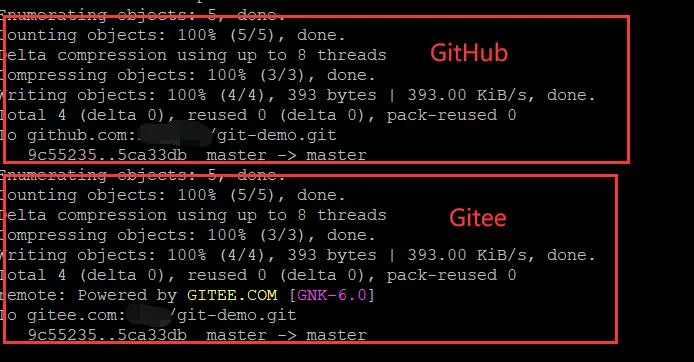 Enumerating objects: 5, done.
Counting objects: 100% (5/5), done.
Delta compression using up to 8 threads
Compressing objects: 100% (3/3), done.
Writing objects: 100% (4/4), 393 bytes | 393.00 KiB/s, done.
Total 4 (delta 0), reused 0 (delta 0), pack-reused 0
To github.com: /git-demo.git
9c55235..5ca33db master -> master
GitHub
Enumerating objects: 5, done.
Counting objects: 100% (5/5), done.
Delta compression using up to 8 threads
Compressing objects: 100% (3/3), done.
Writing objects: 100% (4/4), 393 bytes | 393.00 KiB/s, done.
Total 4 (delta 0), reused 0 (delta 0), pack-reused 0
remote: Powered by GITEE.COM [GNK-6.0]
To gitee.com: /git-demo.git
9c55235..5ca33db master -> master
Gitee